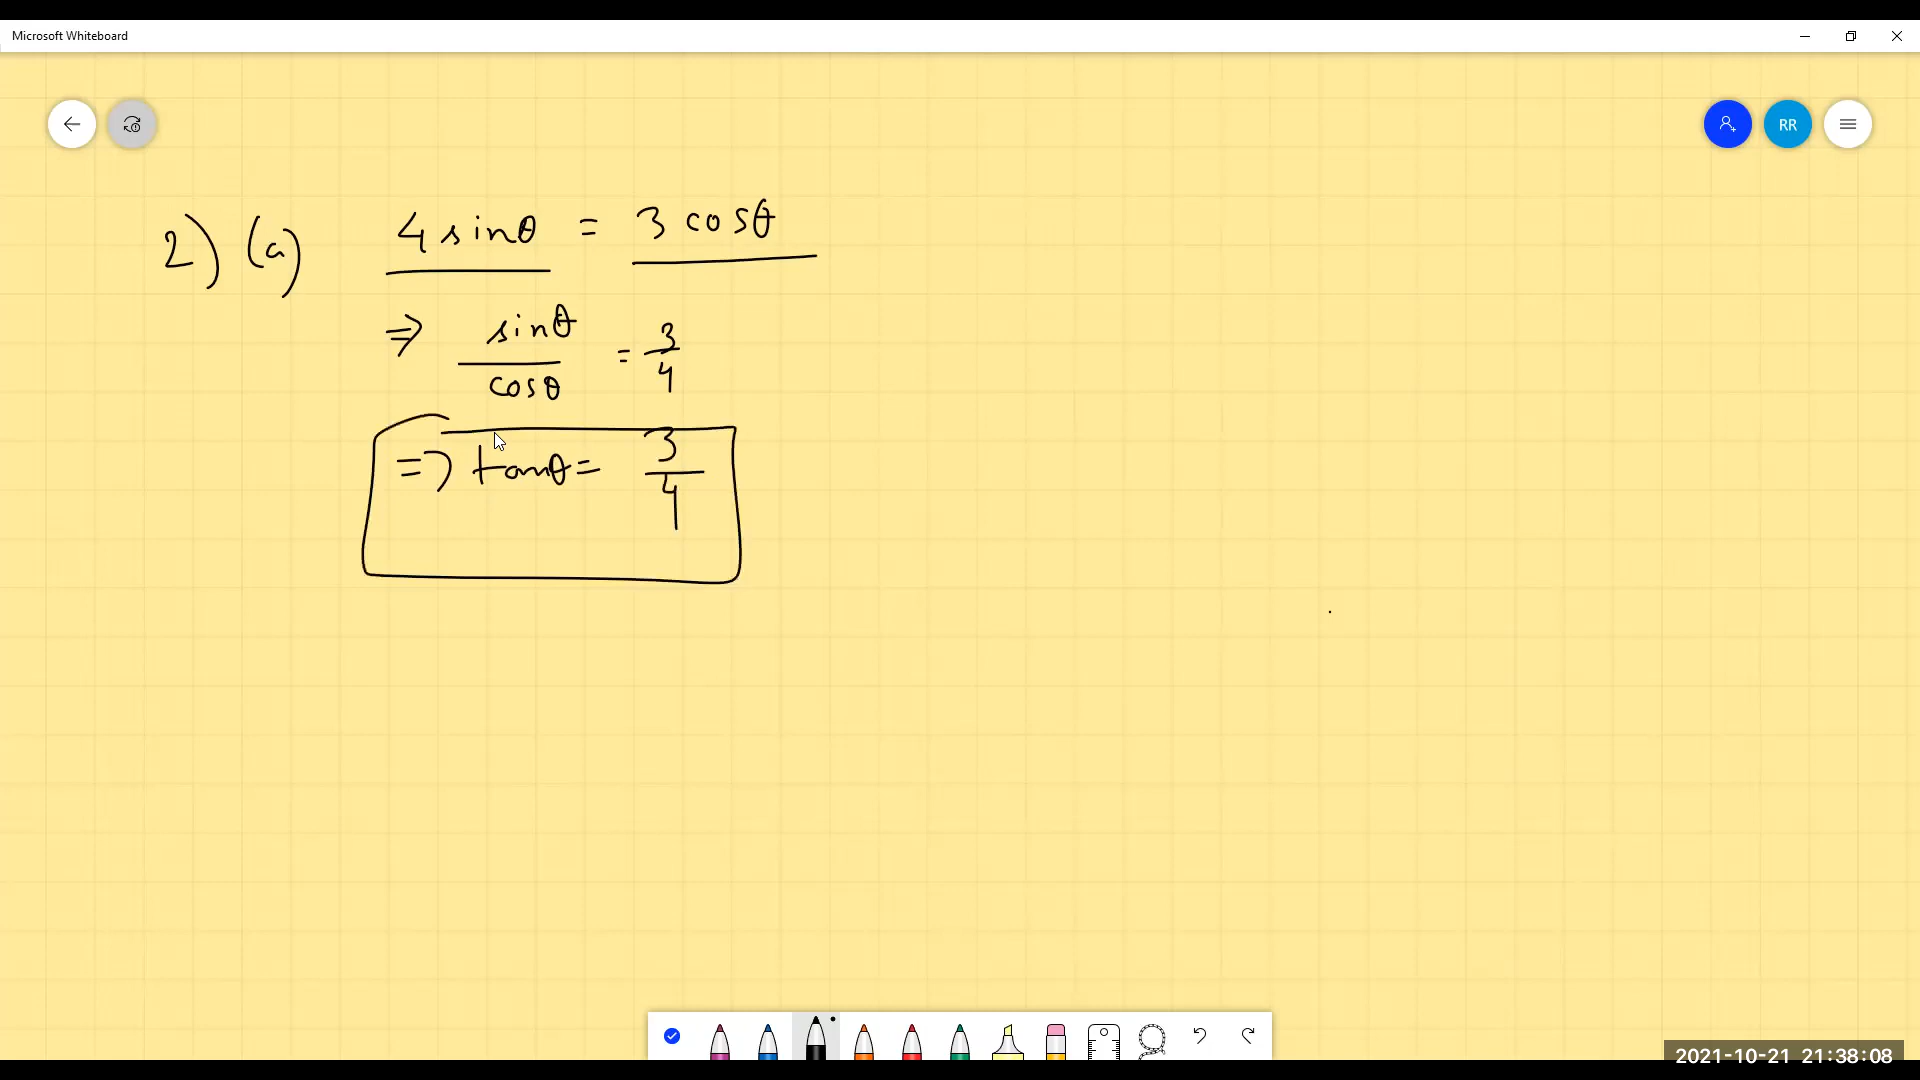 Microsoft Whiteboard
RR
2) (a) 4 sinθ = 3 cosθ
⇒ sinθ/cosθ = 3/4
⇒ tanθ = 3/4
2021-10-21 21:38:08